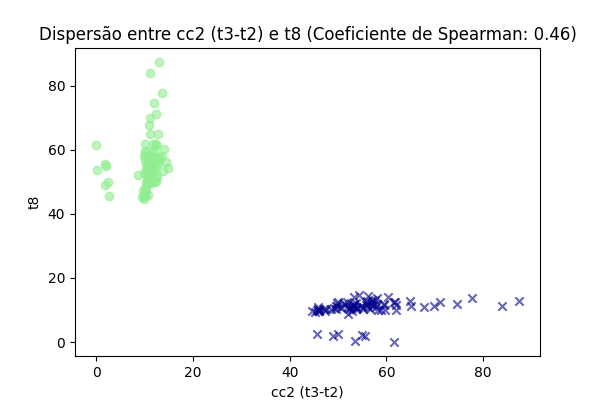 Dispersão entre cc2 (t3-t2) e t8 (Coeficiente de Spearman: 0.46)
80
60
t8
40
20
0
0 20 40 60 80
cc2 (t3-t2)